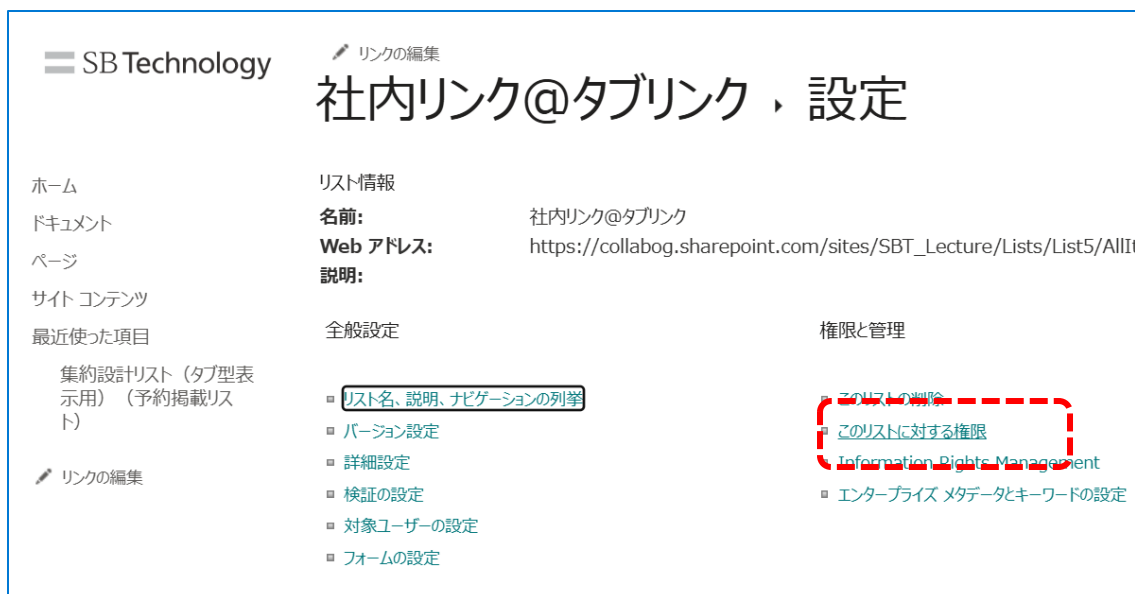 SB Technology
リンクの編集
社内リンク@タブリンク ▸ 設定
ホーム
ドキュメント
ページ
サイト コンテンツ
最近使った項目
集約設計リスト（タブ型表
示用）（予約掲載リス
ト）
リンクの編集
リスト情報
名前: 社内リンク@タブリンク
Web アドレス: https://collabog.sharepoint.com/sites/SBT_Lecture/Lists/List5/AllIt
説明:
全般設定
リスト名、説明、ナビゲーションの列挙
バージョン設定
詳細設定
検証の設定
対象ユーザーの設定
フォームの設定
権限と管理
このリストの削除
このリストに対する権限
Information Rights Management
エンタープライズ メタデータとキーワードの設定